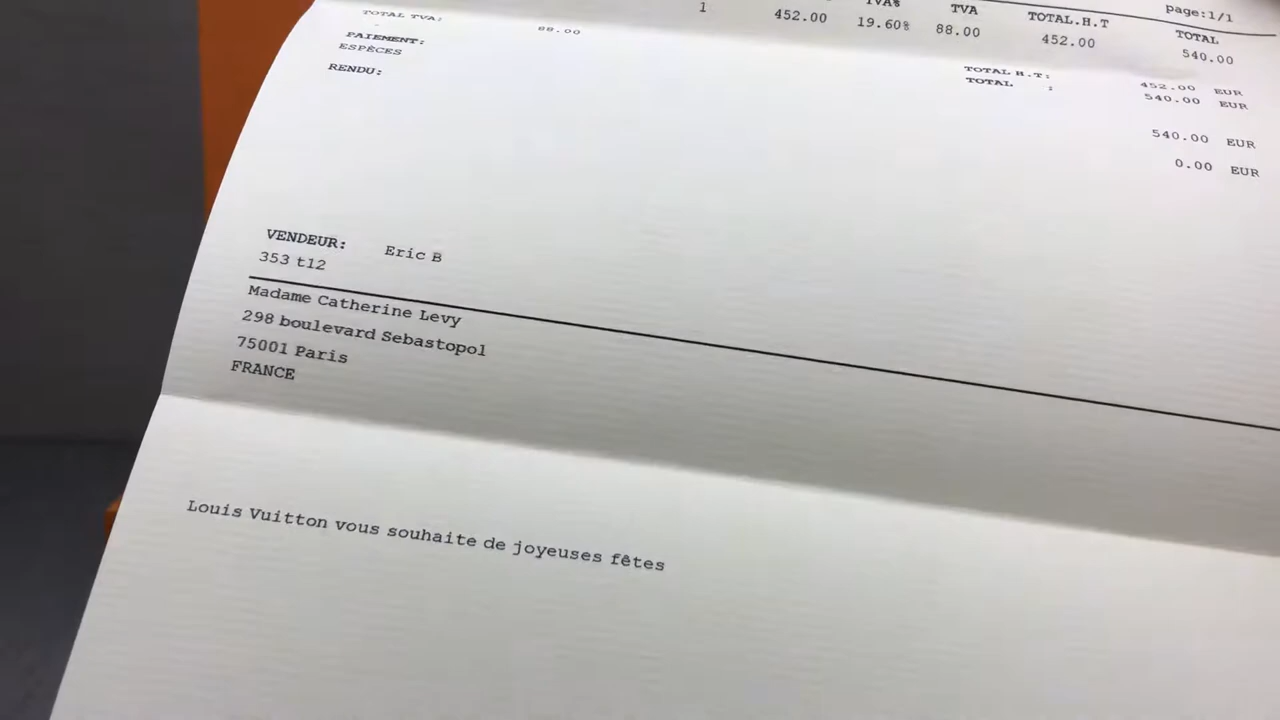 page:1/1
TVA% TVA TOTAL.H.T TOTAL
1 452.00 19.60% 88.00 452.00 540.00
TOTAL TVA: 88.00
PAIEMENT:
ESPÈCES
RENDU:
TOTAL H.T: 452.00 EUR
TOTAL : 540.00 EUR
540.00 EUR
0.00 EUR
VENDEUR: Eric B
353 t12
Madame Catherine Levy
298 boulevard Sebastopol
75001 Paris
FRANCE
Louis Vuitton vous souhaite de joyeuses fêtes